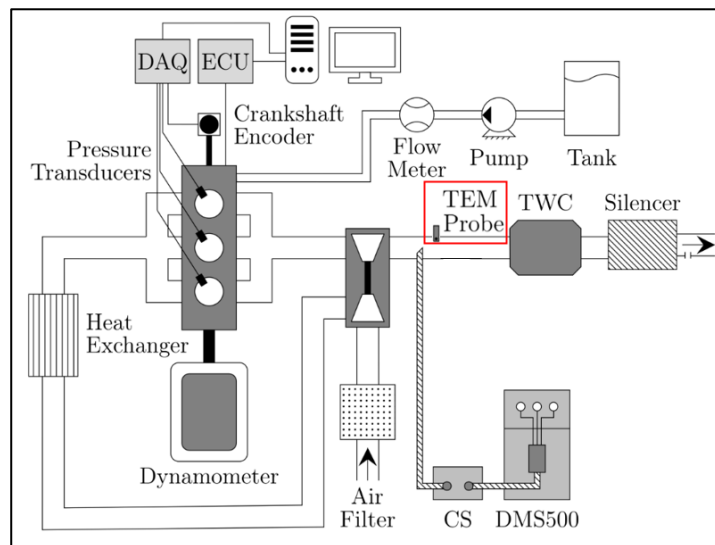 DAQ
ECU
Crankshaft
Encoder
Pressure
Transducers
Flow
Meter
Pump
Tank
TEM
Probe
TWC
Silencer
Heat
Exchanger
Dynamometer
Air
Filter
CS
DMS500